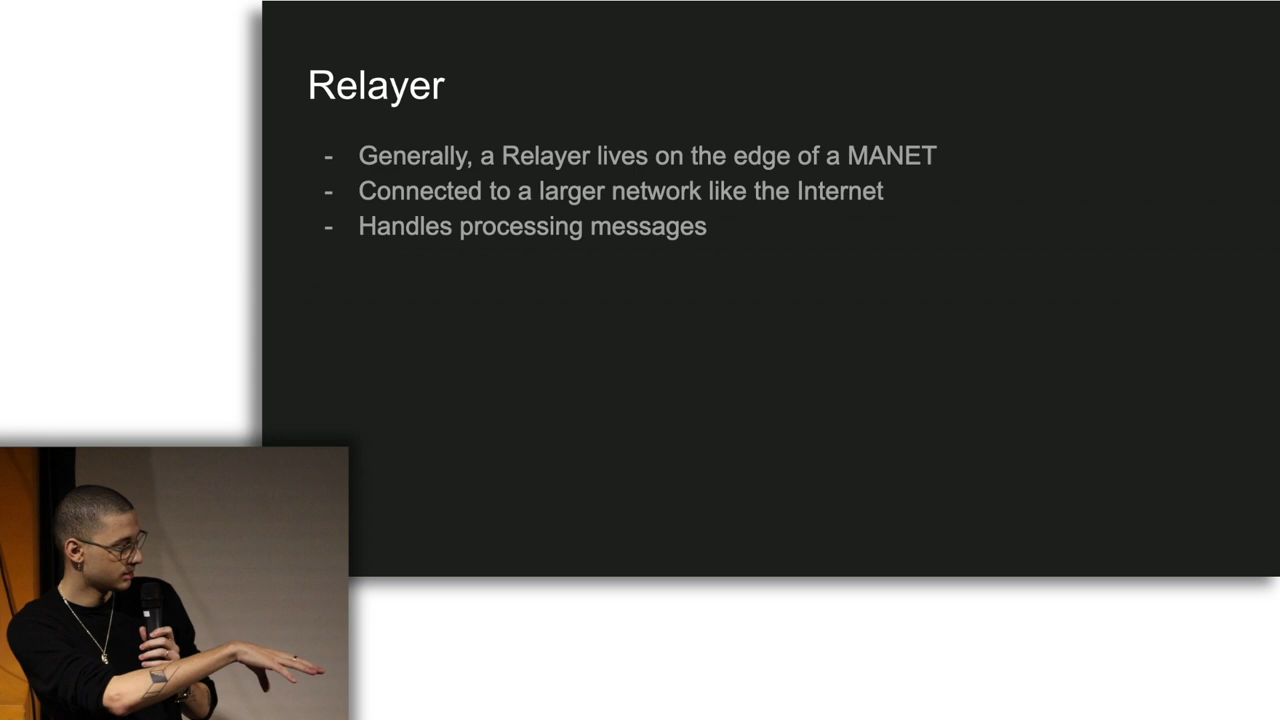 Relayer
- Generally, a Relayer lives on the edge of a MANET
- Connected to a larger network like the Internet
- Handles processing messages